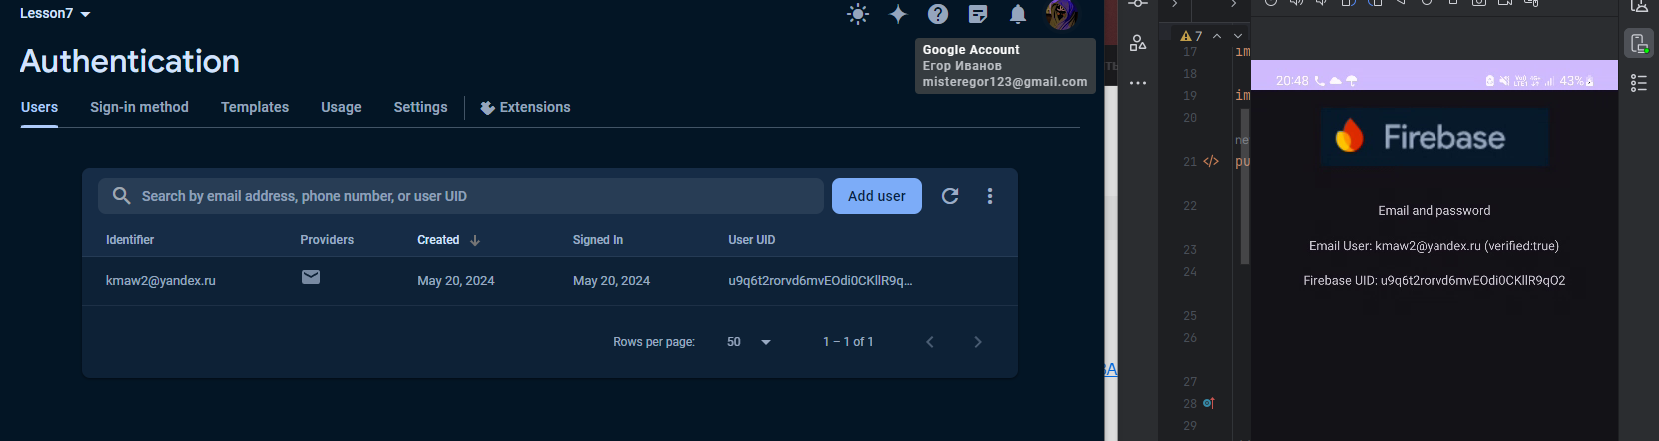 Lesson7
Google Account
Егор Иванов
misteregor123@gmail.com
Authentication
Users
Sign-in method
Templates
Usage
Settings
Extensions
Search by email address, phone number, or user UID
Add user
Identifier
Providers
Created
Signed In
User UID
kmaw2@yandex.ru
May 20, 2024
May 20, 2024
u9q6t2rorvd6mvEOdi0CKllR9q...
Rows per page:
50
1 – 1 of 1
7
17 im
18
19 im
20
ne
21 </> pu
22
23
24
25
26
27
28
29
20:48
43%
Firebase
Email and password
Email User: kmaw2@yandex.ru (verified:true)
Firebase UID: u9q6t2rorvd6mvEOdi0CKllR9qO2